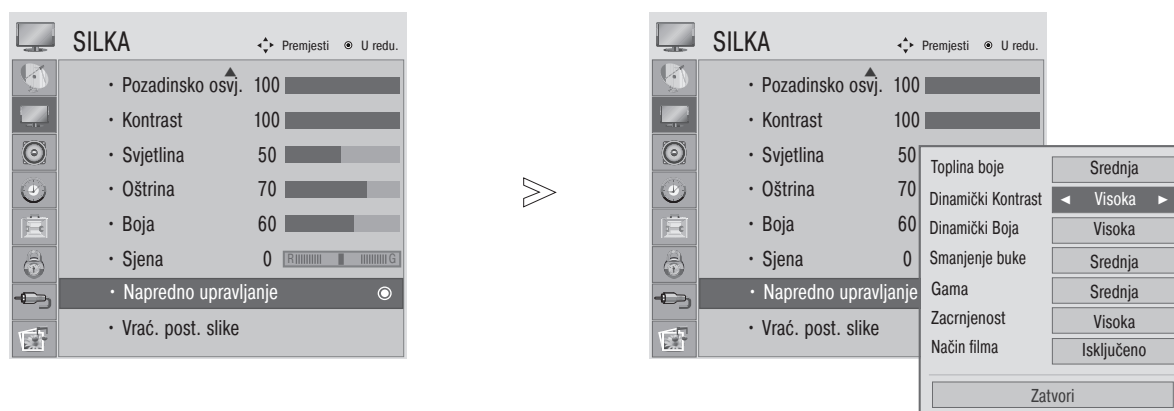 SILKA
Premjesti
U redu.
• Pozadinsko osvj. 100
• Kontrast 100
• Svjetlina 50
• Oštrina 70
• Boja 60
• Sjena 0 R G
• Napredno upravljanje
• Vrać. post. slike
>
SILKA
Premjesti
U redu.
• Pozadinsko osvj. 100
• Kontrast 100
• Svjetlina 50
• Oštrina 70
• Boja 60
• Sjena 0
• Napredno upravljanje
• Vrać. post. slike
Toplina boje Srednja
Dinamički Kontrast ◄ Visoka ►
Dinamički Boja Visoka
Smanjenje buke Srednja
Gama Srednja
Zacrnjenost Visoka
Način filma Isključeno
Zatvori